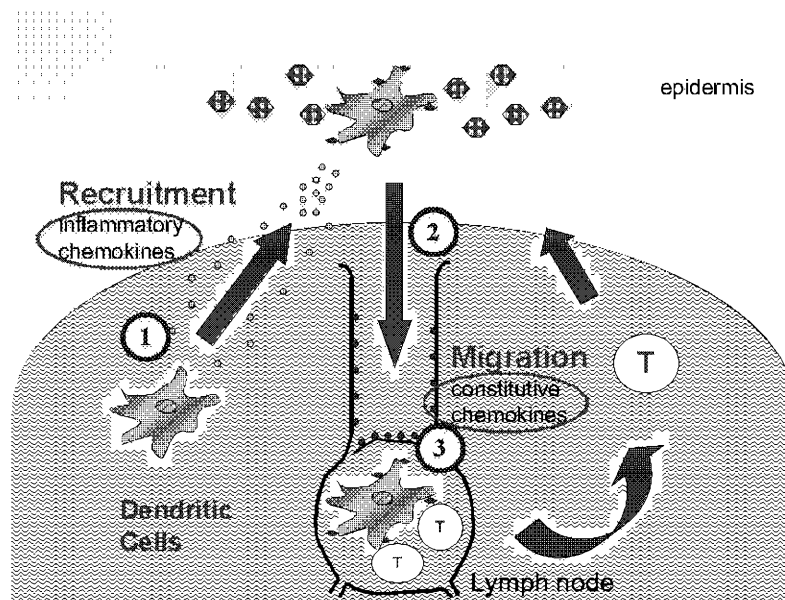 epidermis
Recruitment
inflammatory
chemokines
2
1
Migration
T
constitutive
chemokines
3
Dendritic
Cells
T
T
Lymph node